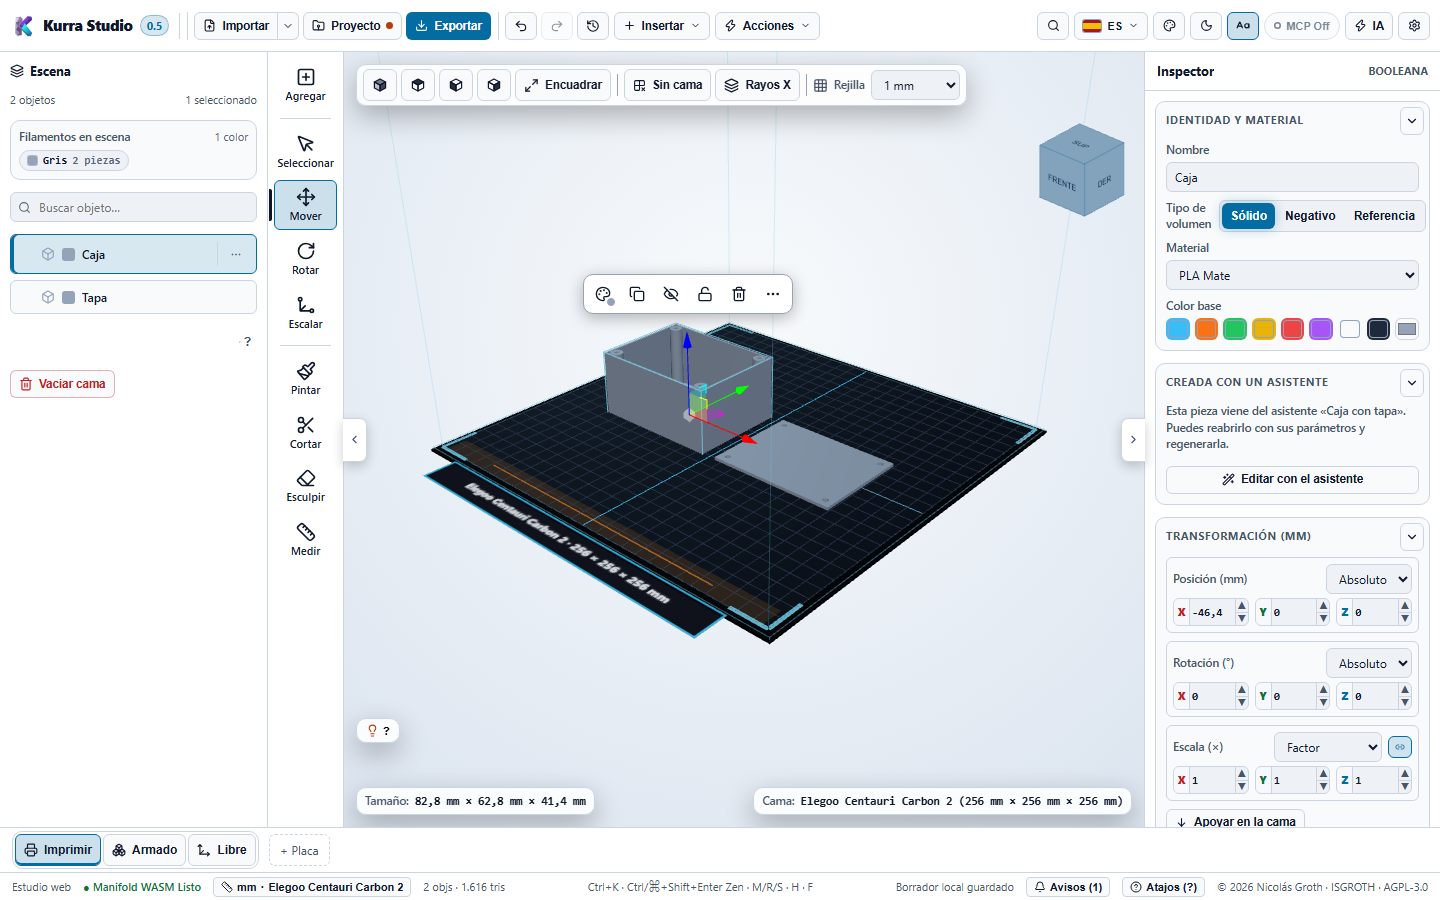 Kurra Studio 0.5
Importar
Proyecto
Exportar
Insertar
Acciones
ES
Aa
MCP Off
IA
Escena
2 objetos
1 seleccionado
Filamentos en escena
1 color
Gris 2 piezas
Buscar objeto...
Caja
...
Tapa
?
Vaciar cama
Agregar
Seleccionar
Mover
Rotar
Escalar
Pintar
Cortar
Esculpir
Medir
Encuadrar
Sin cama
Rayos X
Rejilla
1 mm
SUP
FRENTE
DER
Elegoo Centauri Carbon 2 · 256 × 256 × 256 mm
?
Tamaño: 82,8 mm × 62,8 mm × 41,4 mm
Cama: Elegoo Centauri Carbon 2 (256 mm × 256 mm × 256 mm)
Inspector
BOOLEANA
IDENTIDAD Y MATERIAL
Nombre
Caja
Tipo de volumen
Sólido
Negativo
Referencia
Material
PLA Mate
Color base
CREADA CON UN ASISTENTE
Esta pieza viene del asistente «Caja con tapa».
Puedes reabrirlo con sus parámetros y
regenerarla.
Editar con el asistente
TRANSFORMACIÓN (MM)
Posición (mm)
Absoluto
X -46,4
Y 0
Z 0
Rotación (°)
Absoluto
X 0
Y 0
Z 0
Escala (×)
Factor
X 1
Y 1
Z 1
Apoyar en la cama
Imprimir
Armado
Libre
+ Placa
Estudio web
Manifold WASM Listo
mm · Elegoo Centauri Carbon 2
2 objs · 1.616 tris
Ctrl+K · Ctrl/⌘+Shift+Enter Zen · M/R/S · H · F
Borrador local guardado
Avisos (1)
Atajos (?)
© 2026 Nicolás Groth · ISGROTH · AGPL-3.0